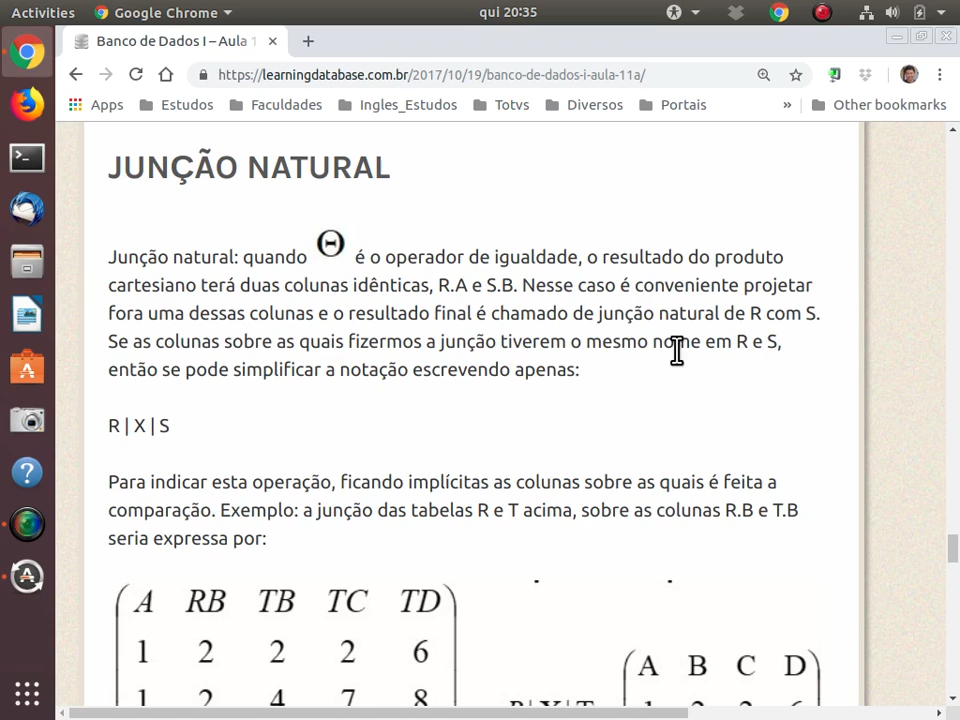 Activities
Google Chrome
qui 20:35
Banco de Dados I – Aula 1
https://learningdatabase.com.br/2017/10/19/banco-de-dados-i-aula-11a/
Apps Estudos Faculdades Ingles_Estudos Totvs Diversos Portais » Other bookmarks
JUNÇÃO NATURAL
Junção natural: quando Θ é o operador de igualdade, o resultado do produto
cartesiano terá duas colunas idênticas, R.A e S.B. Nesse caso é conveniente projetar
fora uma dessas colunas e o resultado final é chamado de junção natural de R com S.
Se as colunas sobre as quais fizermos a junção tiverem o mesmo nome em R e S,
então se pode simplificar a notação escrevendo apenas:
R | X | S
Para indicar esta operação, ficando implícitas as colunas sobre as quais é feita a
comparação. Exemplo: a junção das tabelas R e T acima, sobre as colunas R.B e T.B
seria expressa por:
A RB TB TC TD
1 2 2 2 6
1 2 4 7 8
A B C D